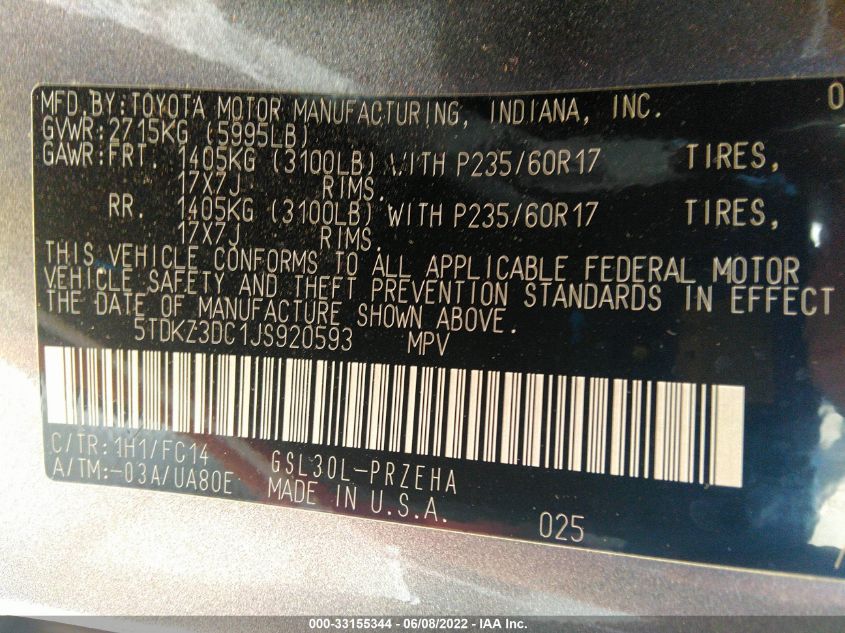 MFD.BY:TOYOTA MOTOR MANUFACTURING, INDIANA, INC. 0
GVWR:2715KG (5995LB)
GAWR:FRT. 1405KG (3100LB) WITH P235/60R17 TIRES,
17X7J RIMS.
RR. 1405KG (3100LB) WITH P235/60R17 TIRES,
17X7J RIMS.
THIS VEHICLE CONFORMS TO ALL APPLICABLE FEDERAL MOTOR
VEHICLE SAFETY AND THEFT PREVENTION STANDARDS IN EFFECT
THE DATE OF MANUFACTURE SHOWN ABOVE.
5TDKZ3DC1JS920593 MPV
C/TR:1H1/FC14 GSL30L-PRZEHA
A/TM:-03A/UA80E MADE IN U.S.A. 025
000-33155344 - 06/08/2022 - IAA Inc.